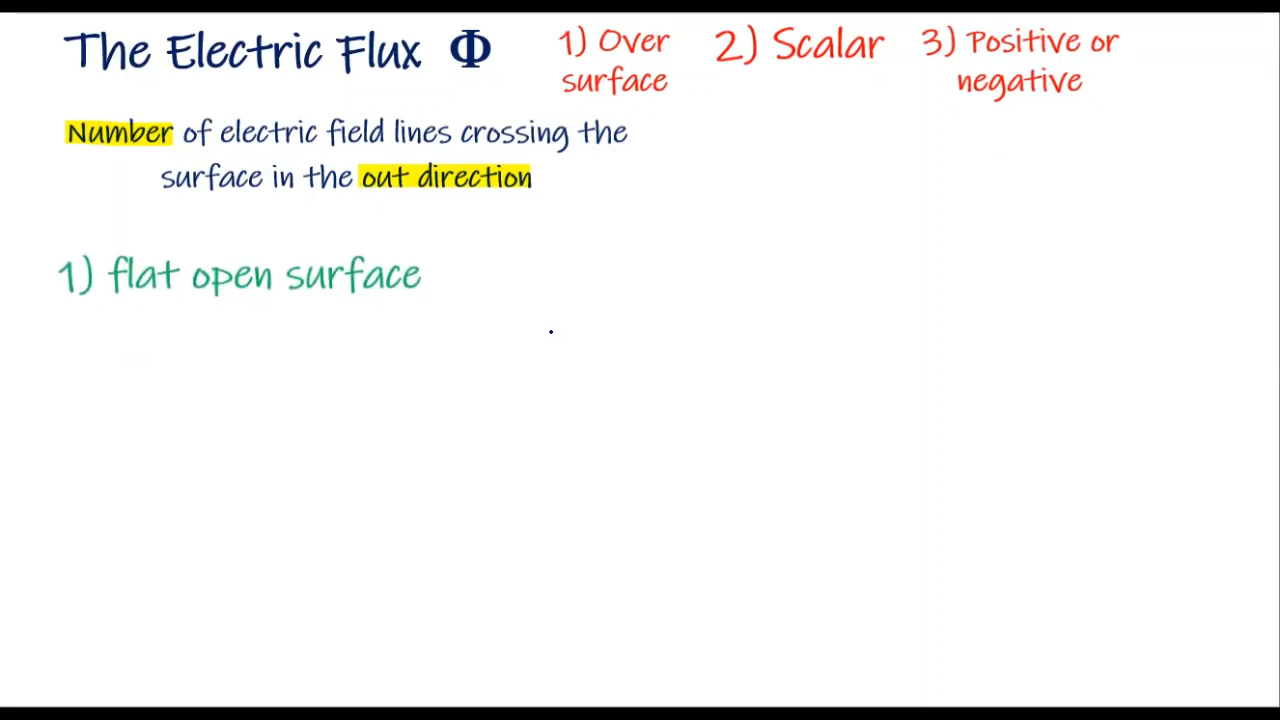 The Electric Flux Φ
1) Over
surface
2) Scalar
3) Positive or
negative
Number of electric field lines crossing the
surface in the out direction
1) flat open surface